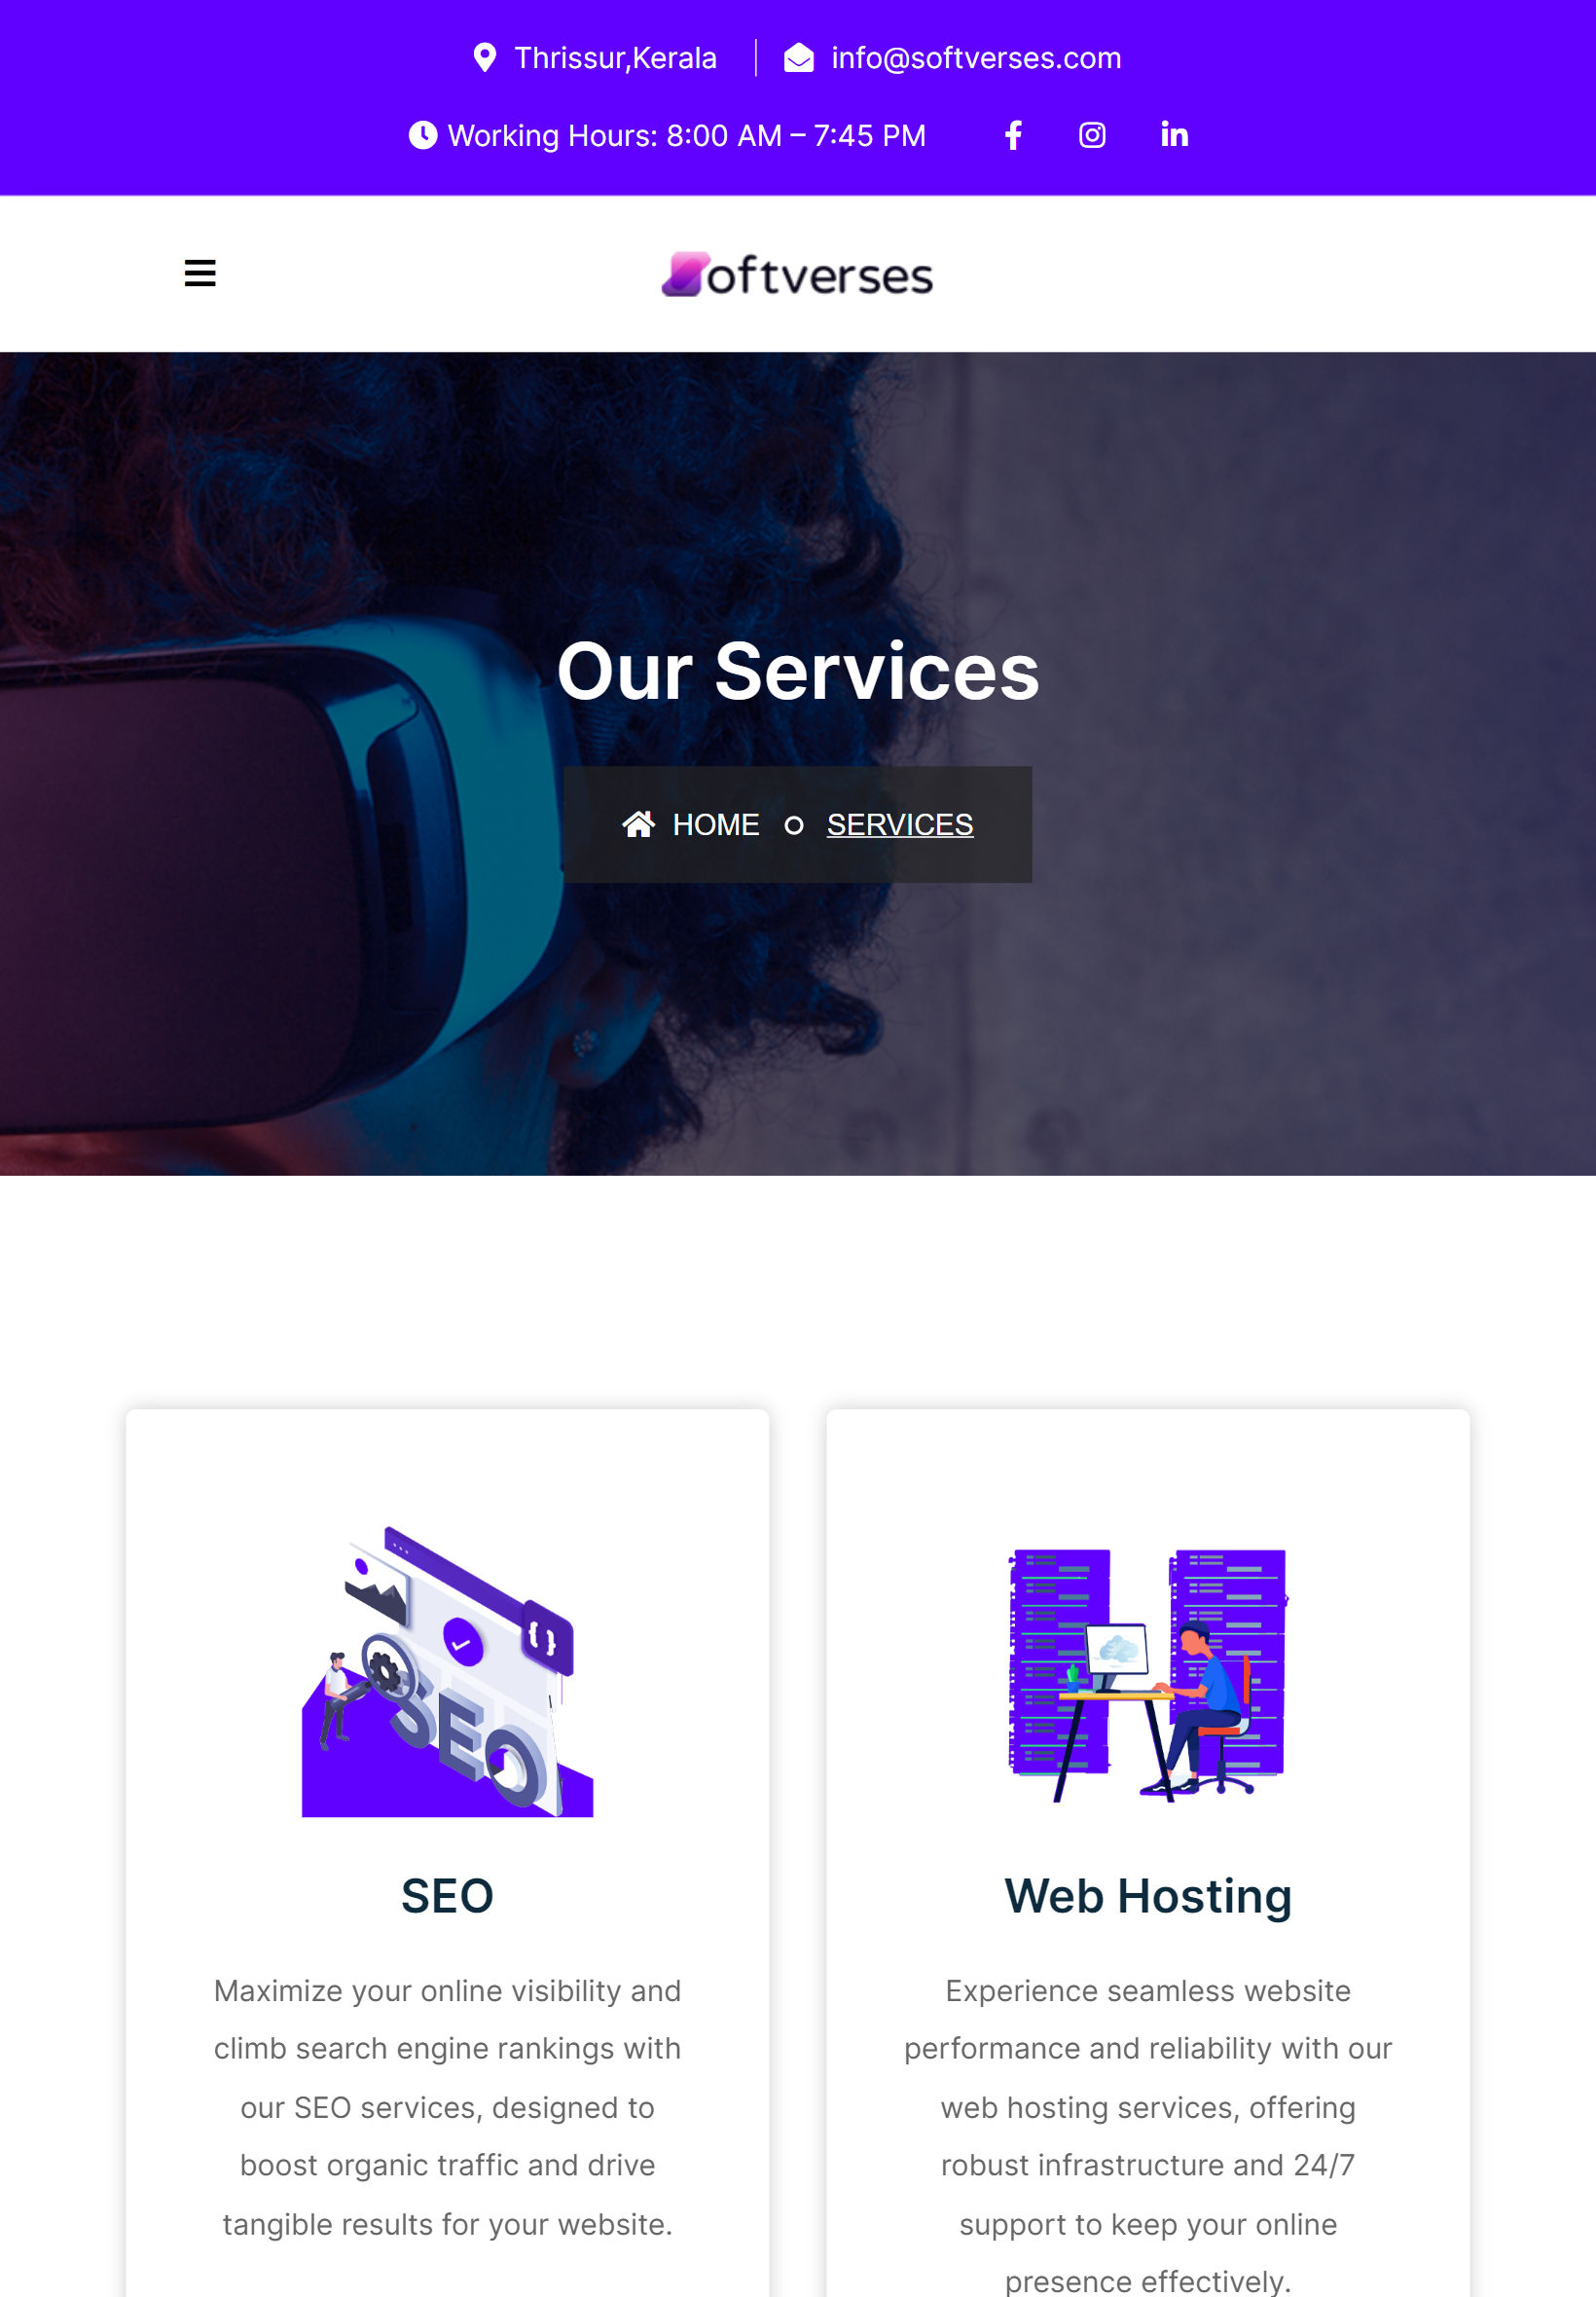 Thrissur,Kerala info@softverses.com
Working Hours: 8:00 AM – 7:45 PM
oftverses
Our Services
HOME SERVICES
SEO
SEO
Maximize your online visibility and
climb search engine rankings with
our SEO services, designed to
boost organic traffic and drive
tangible results for your website.
Web Hosting
Experience seamless website
performance and reliability with our
web hosting services, offering
robust infrastructure and 24/7
support to keep your online
presence effectively.